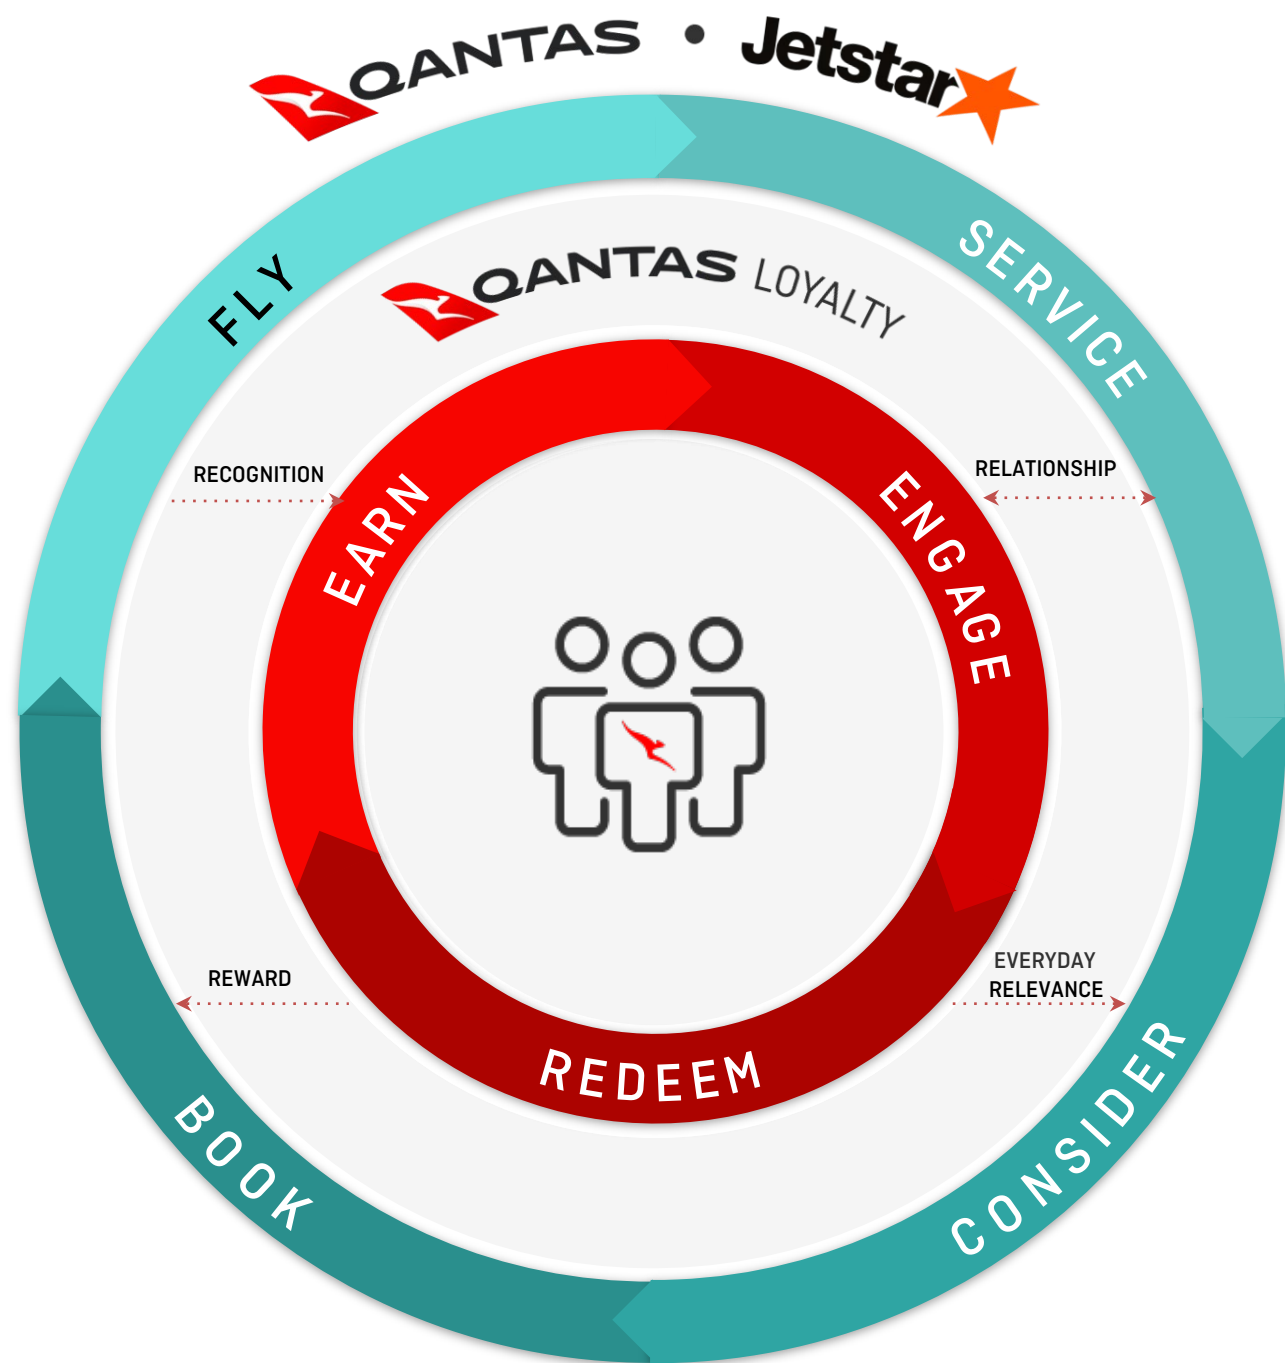 QANTAS • Jetstar
FLY
SERVICE
QANTAS LOYALTY
RECOGNITION
RELATIONSHIP
EARN
ENGAGE
REWARD
EVERYDAY
RELEVANCE
REDEEM
BOOK
CONSIDER